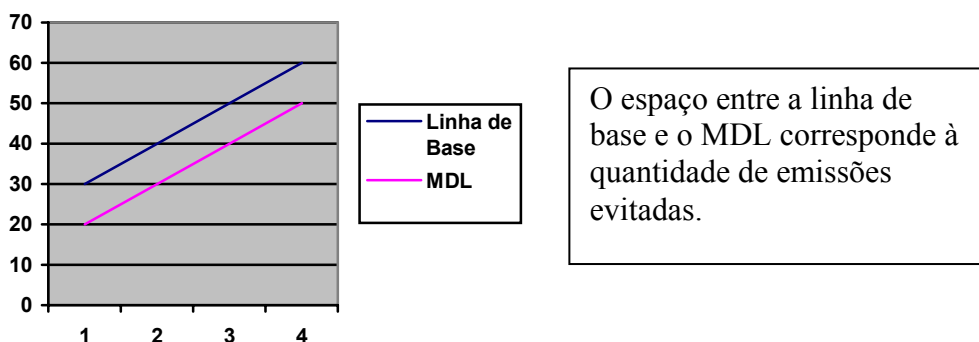 70
60
50
40
30
20
10
0
1 2 3 4
Linha de
Base
MDL
O espaço entre a linha de
base e o MDL corresponde à
quantidade de emissões
evitadas.